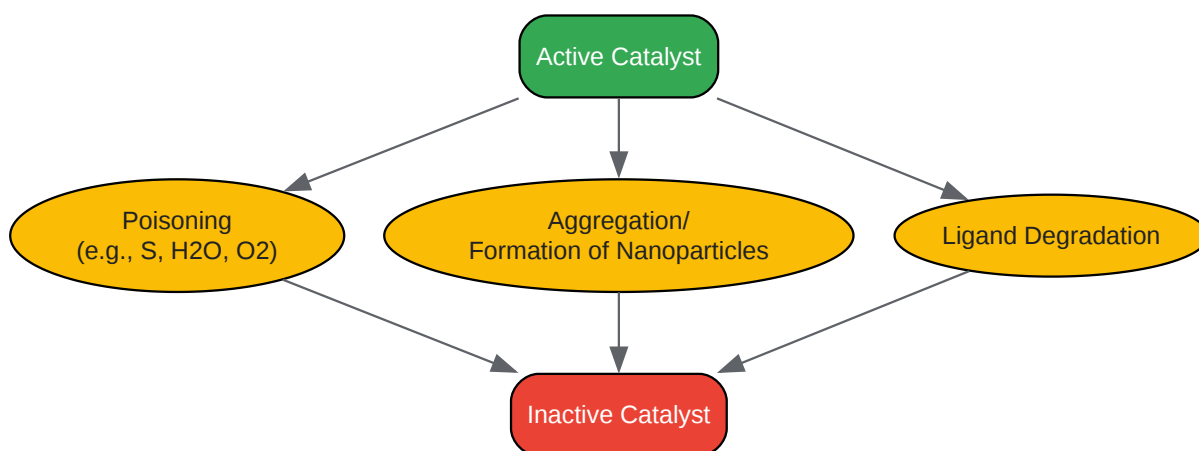 Active Catalyst
Poisoning
(e.g., S, H2O, O2)
Aggregation/
Formation of Nanoparticles
Ligand Degradation
Inactive Catalyst